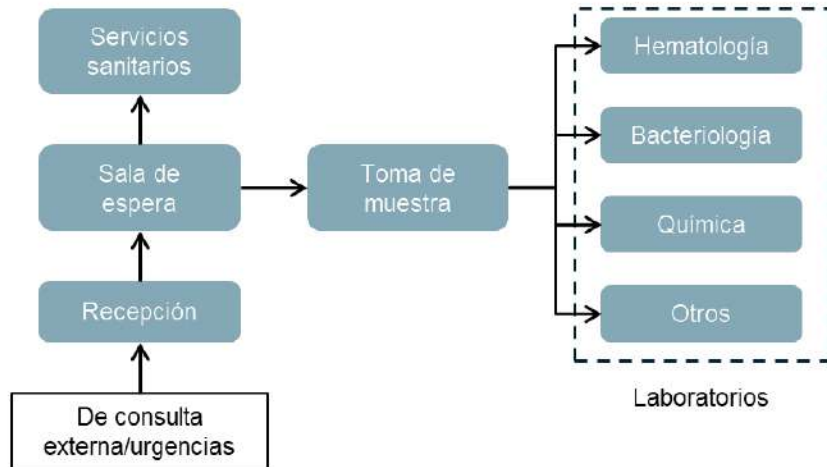 Servicios
sanitarios
Hematología
Bacteriología
Sala de
espera
Toma de
muestra
Química
Recepción
Otros
De consulta
externa/urgencias
Laboratorios